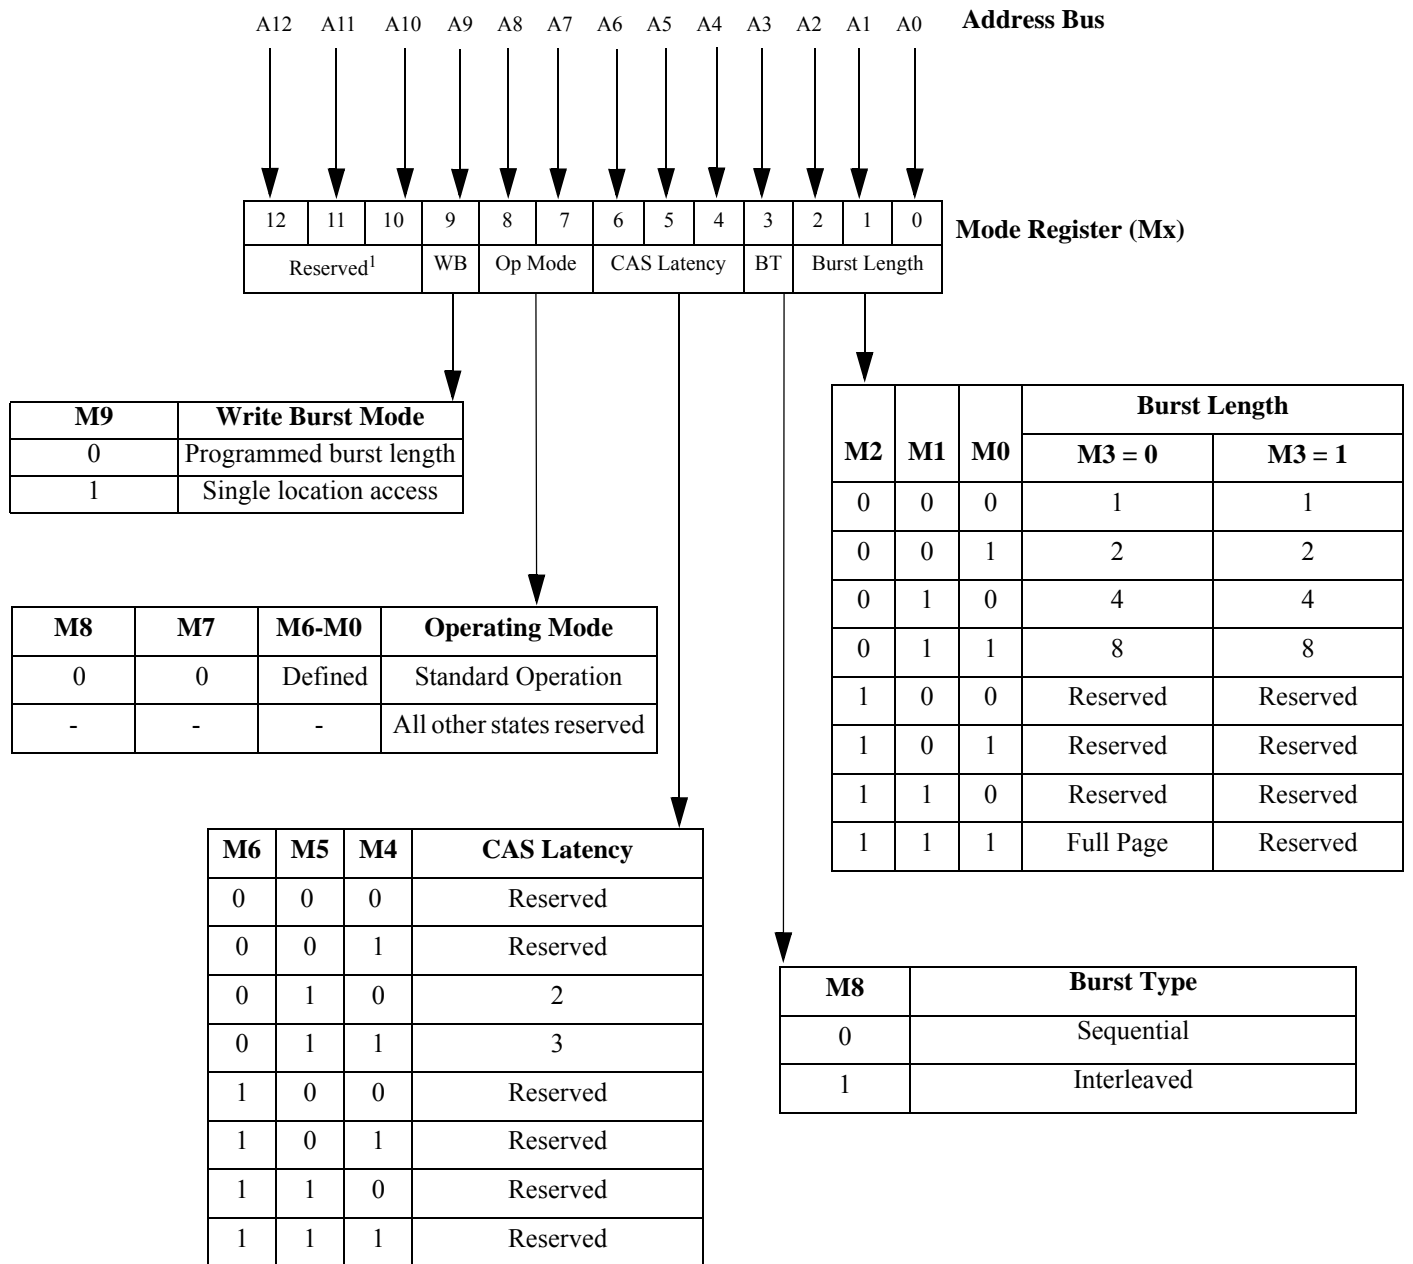 A12 A11 A10 A9 A8 A7 A6 A5 A4 A3 A2 A1 A0 Address Bus
12 11 10 9 8 7 6 5 4 3 2 1 0 Mode Register (Mx)
Reserved1 WB Op Mode CAS Latency BT Burst Length
M9 Write Burst Mode
0 Programmed burst length
1 Single location access
M8 M7 M6-M0 Operating Mode
0 0 Defined Standard Operation
- - - All other states reserved
M6 M5 M4 CAS Latency
0 0 0 Reserved
0 0 1 Reserved
0 1 0 2
0 1 1 3
1 0 0 Reserved
1 0 1 Reserved
1 1 0 Reserved
1 1 1 Reserved
Burst Length
M2 M1 M0 M3 = 0 M3 = 1
0 0 0 1 1
0 0 1 2 2
0 1 0 4 4
0 1 1 8 8
1 0 0 Reserved Reserved
1 0 1 Reserved Reserved
1 1 0 Reserved Reserved
1 1 1 Full Page Reserved
M8 Burst Type
0 Sequential
1 Interleaved